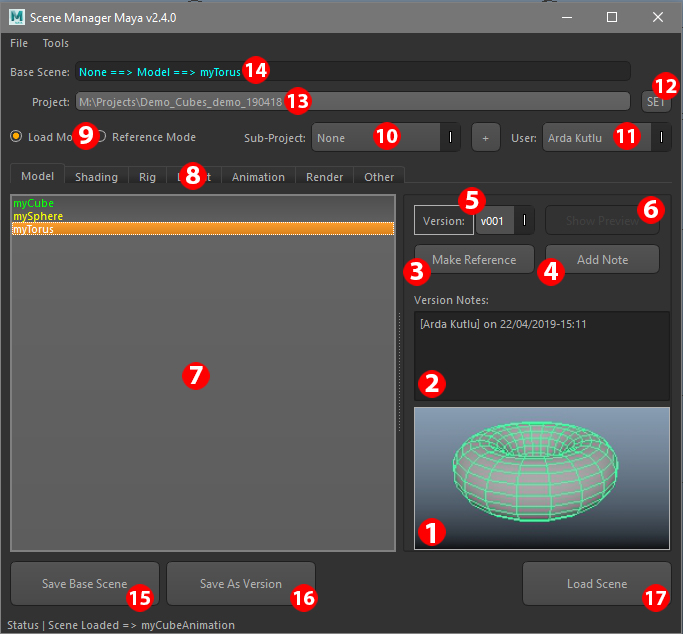 Scene Manager Maya v2.4.0
File Tools
Base Scene: None ==> Model ==> myTorus 14
Project: M:\Projects\Demo_Cubes_demo_190418 13 12 SET
Load Mo 9 Reference Mode Sub-Project: None 10 + User: Arda Kutlu 11
Model Shading Rig 8 Animation Render Other
myCube
mySphere
myTorus
7
5 6
Version: v001 Show Preview
Make Reference Add Note
3 4
Version Notes:
[Arda Kutlu] on 22/04/2019-15:11
2
1
Save Base Scene Save As Version Load Scene
15 16 17
Status | Scene Loaded => myCubeAnimation